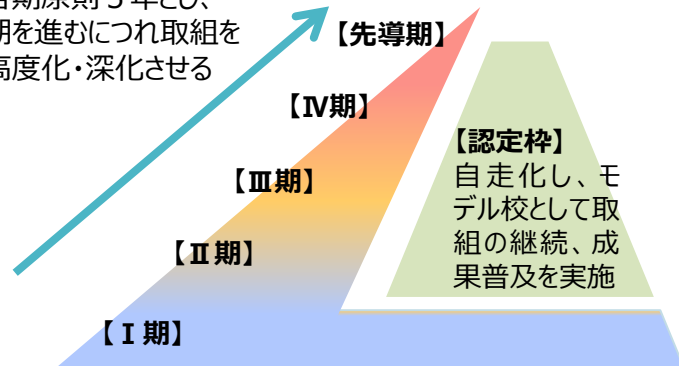 期を進むにつれ取組を
高度化・深化させる
【先導期】
【Ⅳ期】
【Ⅲ期】
【Ⅱ期】
【Ⅰ期】
【認定枠】
自走化し、モ
デル校として取
組の継続、成
果普及を実施